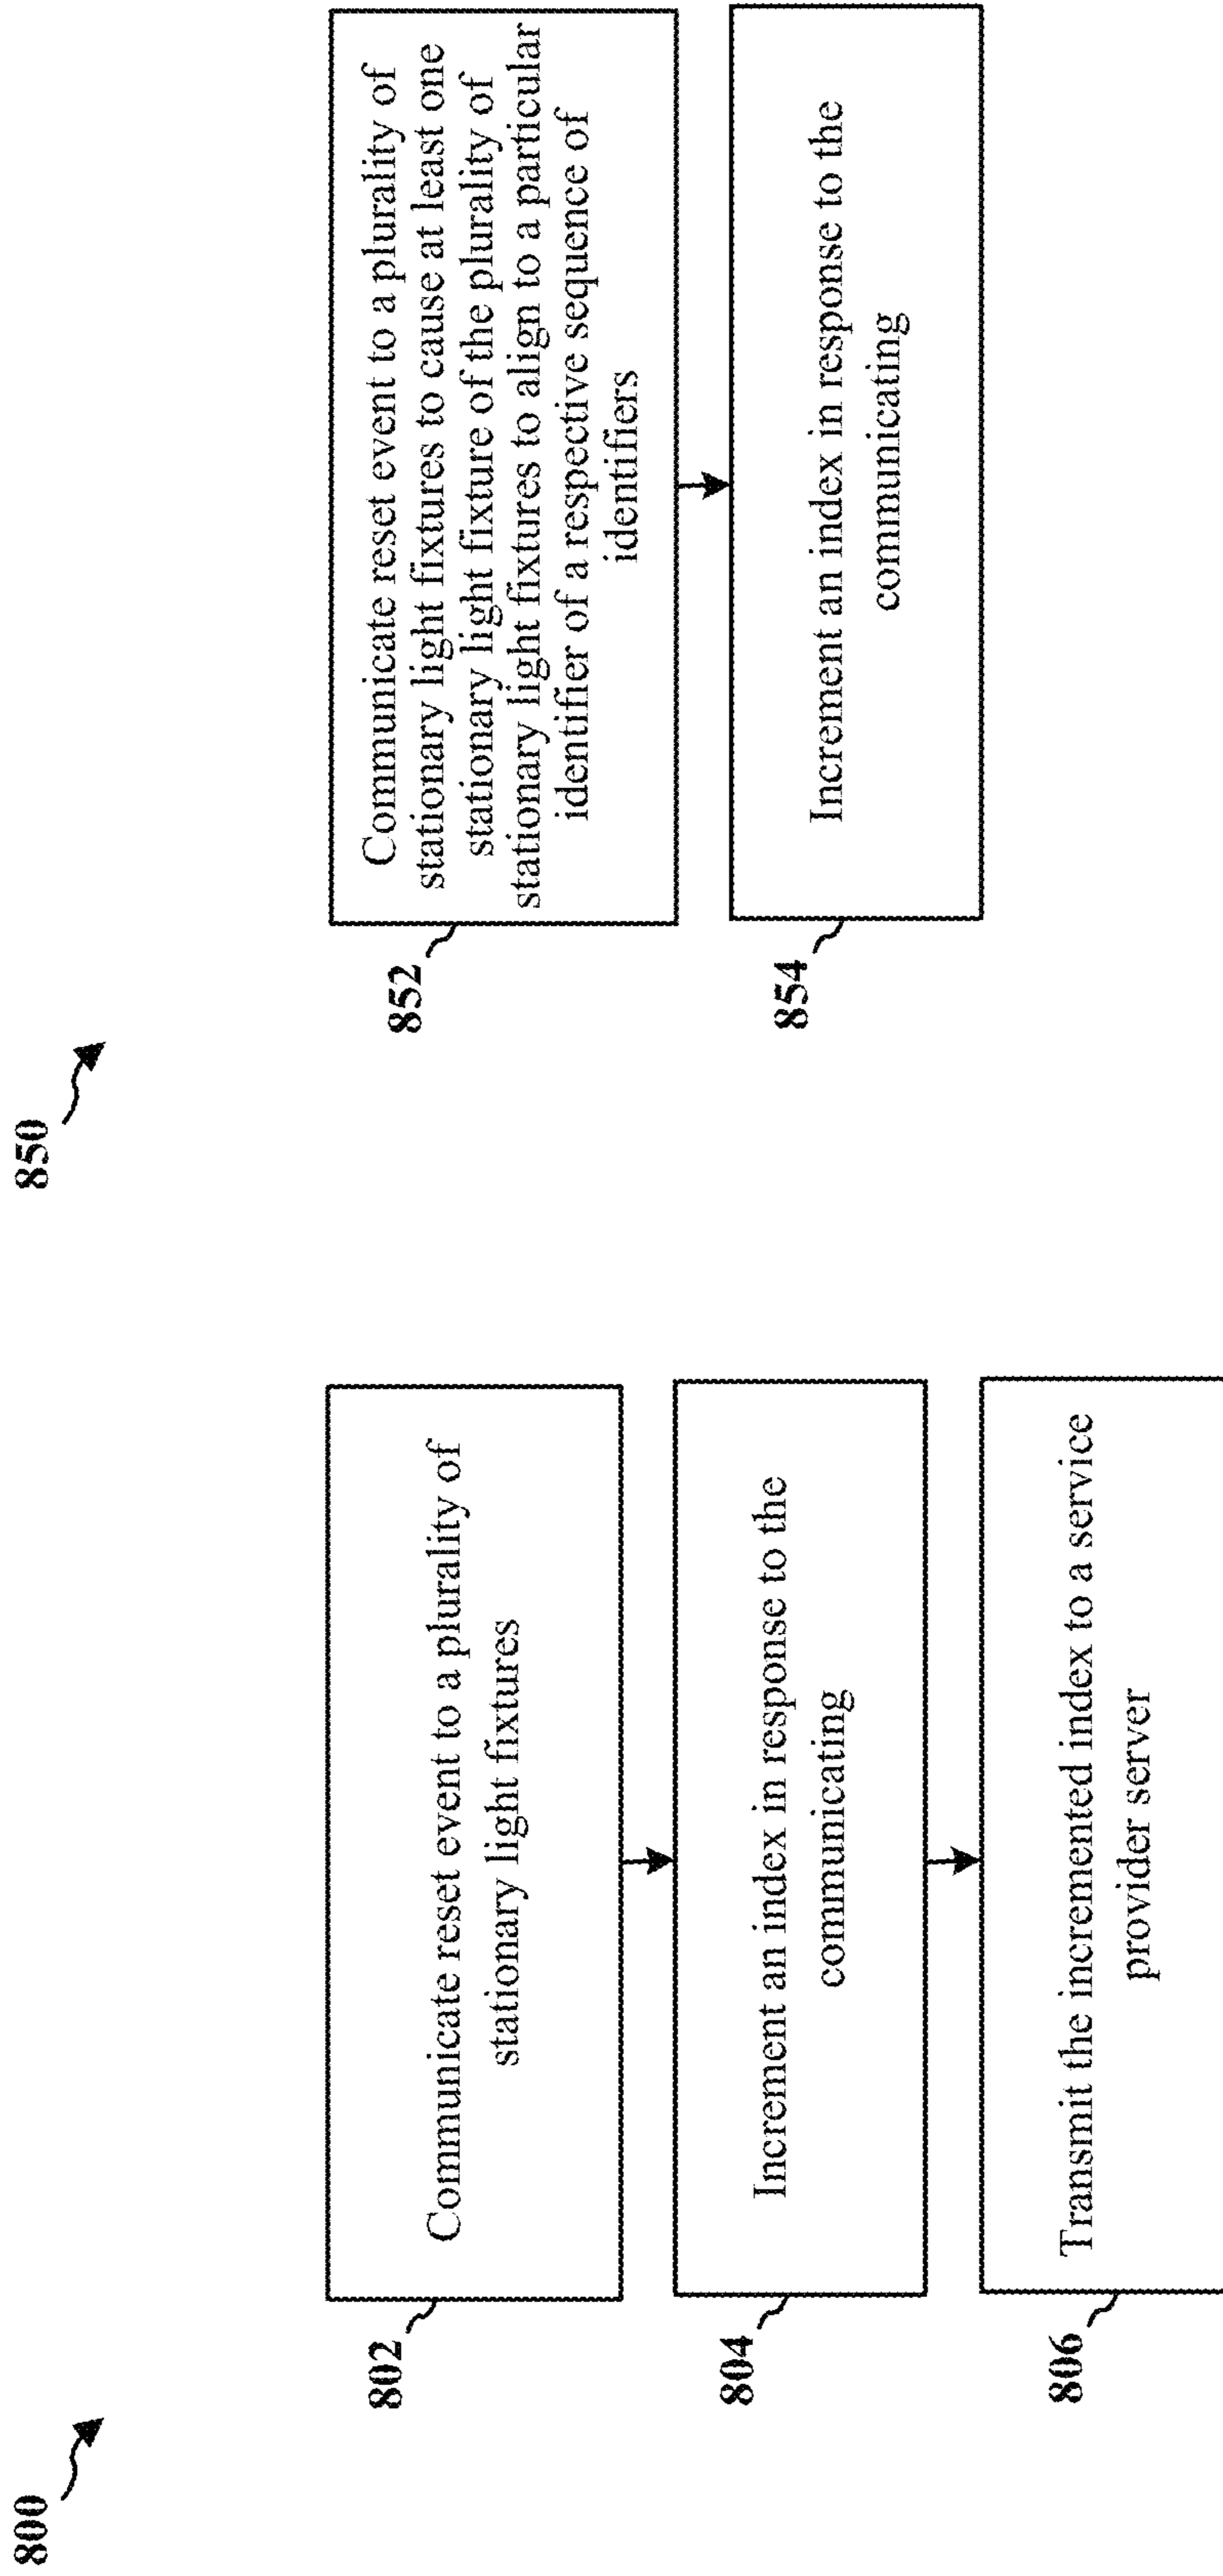 800
802
Communicate reset event to a plurality of
stationary light fixtures
804
Increment an index in response to the
communicating
806
Transmit the incremented index to a service
provider server
850
852
Communicate reset event to a plurality of
stationary light fixtures to cause at least one
stationary light fixture of the plurality of
stationary light fixtures to align to a particular
identifier of a respective sequence of
identifiers
854
Increment an index in response to the
communicating